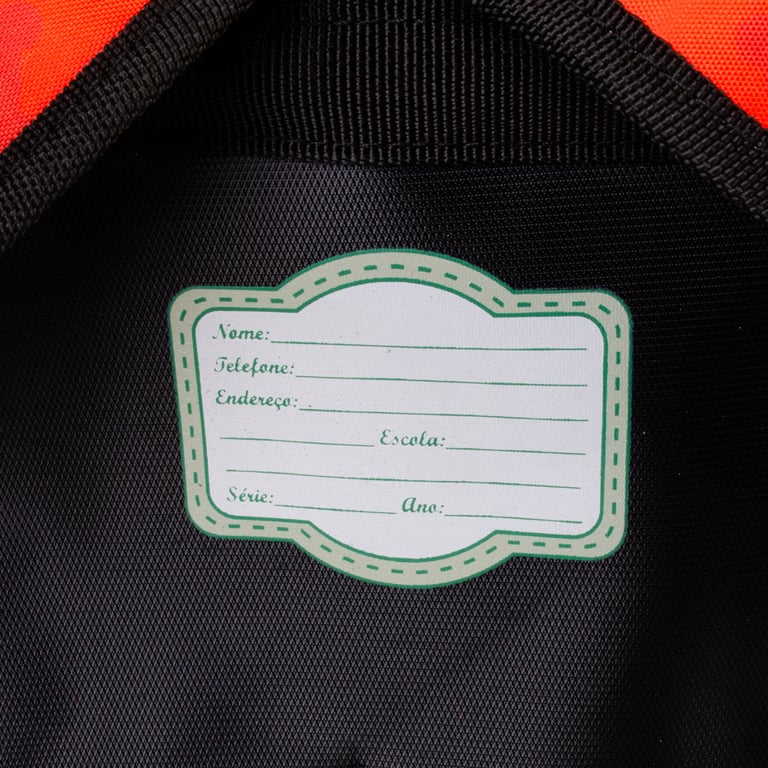 Nome:
Telefone:
Endereço:
Escola:
Série: Ano: